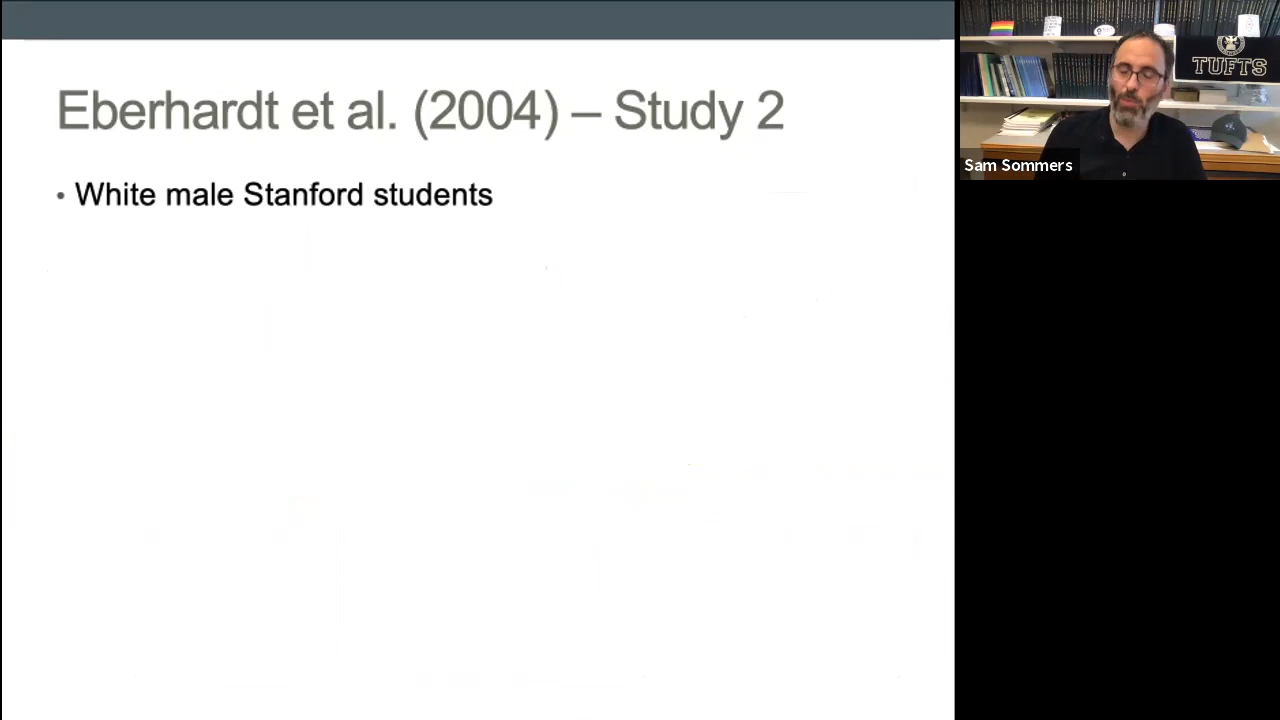 Eberhardt et al. (2004) – Study 2
• White male Stanford students
TUFTS
Sam Sommers